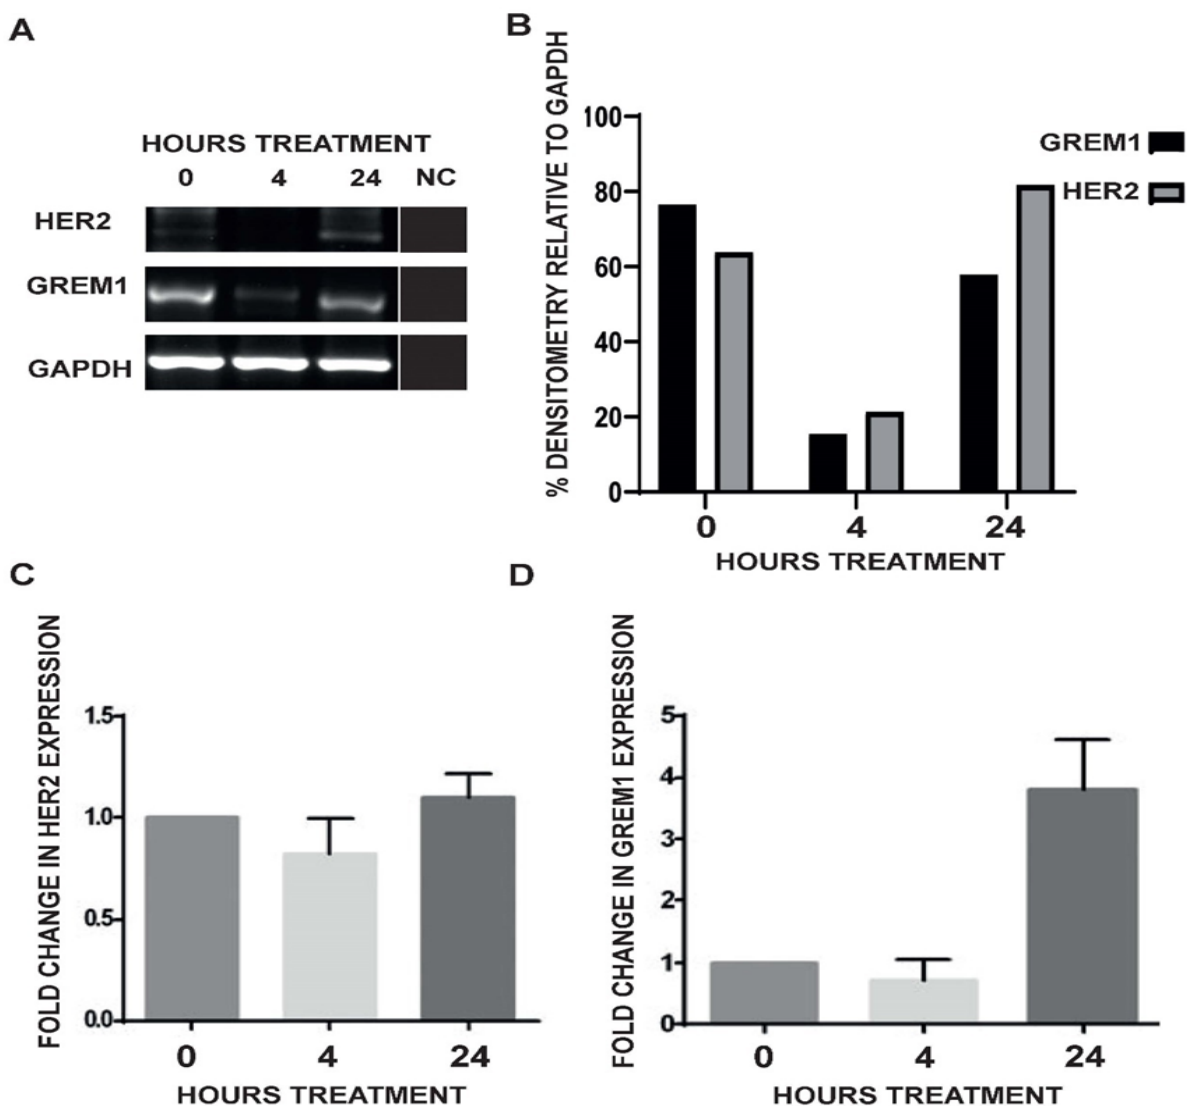 A
HOURS TREATMENT
0 4 24 NC
HER2
GREM1
GAPDH
B
% DENSITOMETRY RELATIVE TO GAPDH
100
80
60
40
20
0
GREM1
HER2
0 4 24
HOURS TREATMENT
C
FOLD CHANGE IN HER2 EXPRESSION
1.5
1.0
0.5
0.0
0 4 24
HOURS TREATMENT
D
FOLD CHANGE IN GREM1 EXPRESSION
5
4
3
2
1
0
0 4 24
HOURS TREATMENT